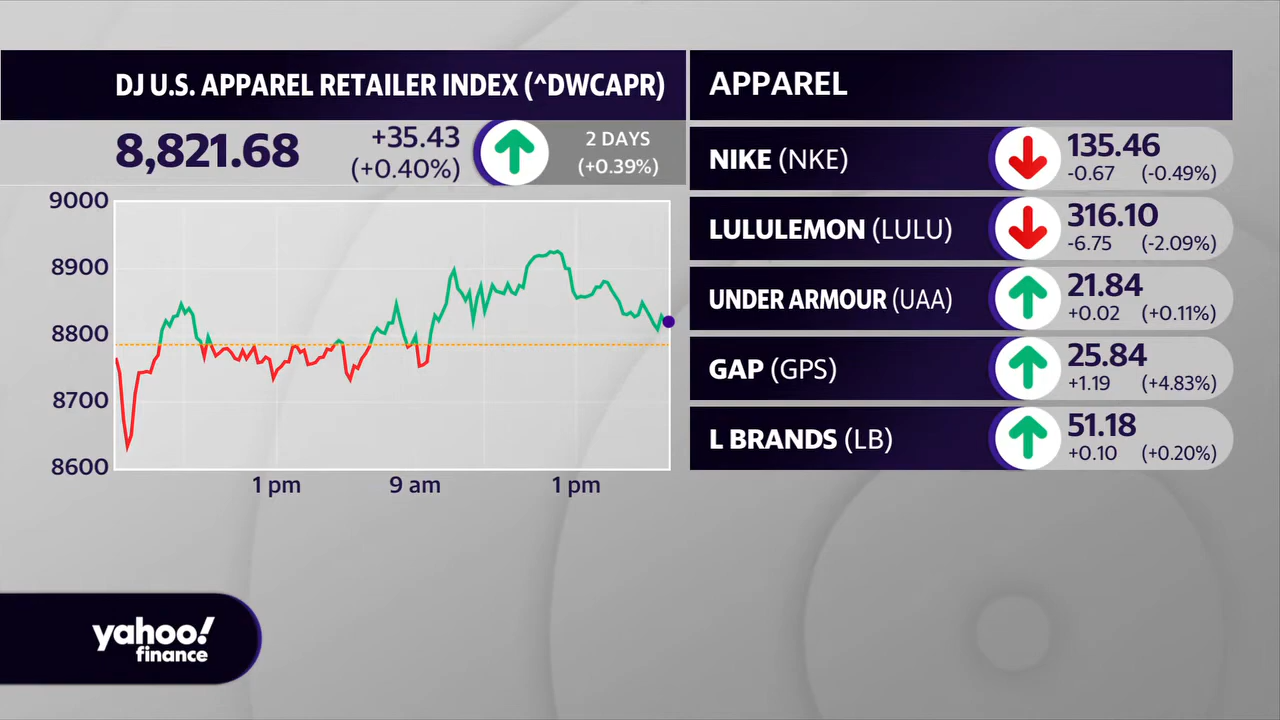 DJ U.S. APPAREL RETAILER INDEX (^DWCAPR)
8,821.68
+35.43
(+0.40%)
2 DAYS
(+0.39%)
9000
8900
8800
8700
8600
1 pm
9 am
1 pm
APPAREL
NIKE (NKE)
135.46
-0.67 (-0.49%)
LULULEMON (LULU)
316.10
-6.75 (-2.09%)
UNDER ARMOUR (UAA)
21.84
+0.02 (+0.11%)
GAP (GPS)
25.84
+1.19 (+4.83%)
L BRANDS (LB)
51.18
+0.10 (+0.20%)
yahoo!
finance